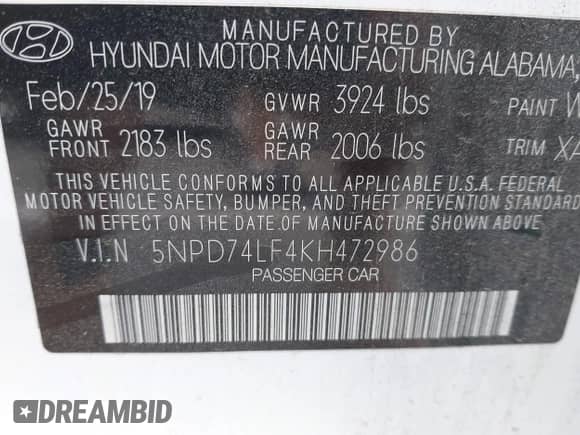 MANUFACTURED BY
HYUNDAI MOTOR MANUFACTURING ALABAMA
Feb/25/19 GVWR 3924 lbs PAINT
GAWR FRONT 2183 lbs GAWR REAR 2006 lbs TRIM XA
THIS VEHICLE CONFORMS TO ALL APPLICABLE U.S.A. FEDERAL
MOTOR VEHICLE SAFETY, BUMPER, AND THEFT PREVENTION STANDARD
IN EFFECT ON THE DATE OF MANUFACTURE SHOWN ABOVE
V.I.N 5NPD74LF4KH472986
PASSENGER CAR
DREAMBID